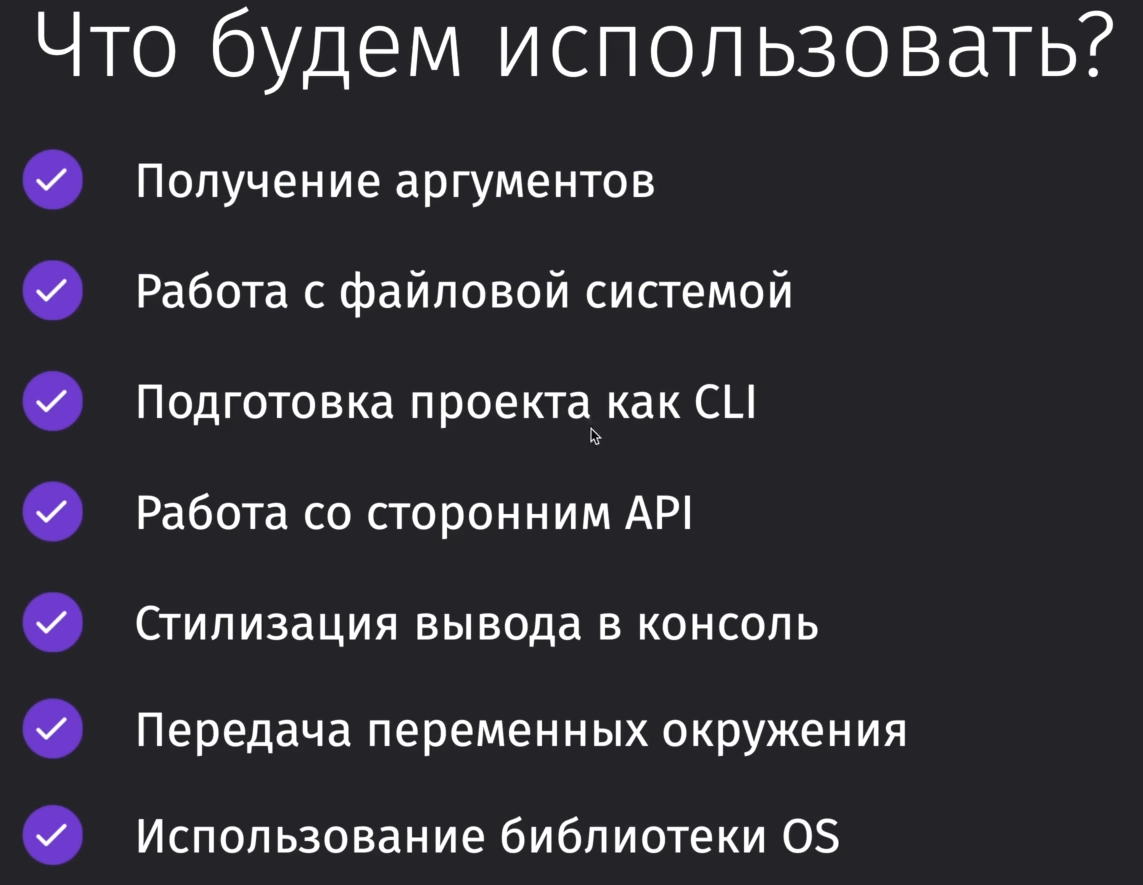 Что будем использовать?
Получение аргументов
Работа с файловой системой
Подготовка проекта как CLI
Работа со сторонним API
Стилизация вывода в консоль
Передача переменных окружения
Использование библиотеки OS